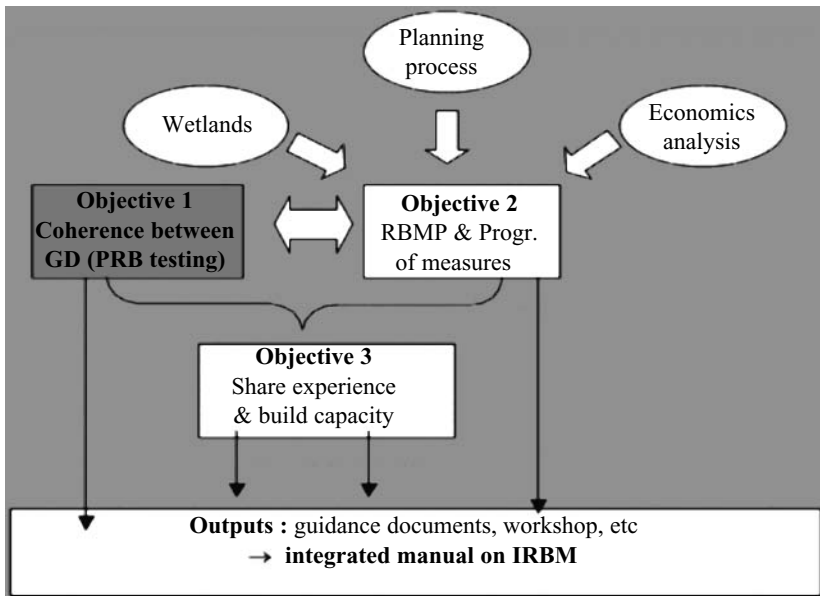 Planning
process
Wetlands
Economics
analysis
Objective 1
Coherence between
GD (PRB testing)
Objective 2
RBMP & Progr.
of measures
Objective 3
Share experience
& build capacity
Outputs : guidance documents, workshop, etc
→ integrated manual on IRBM